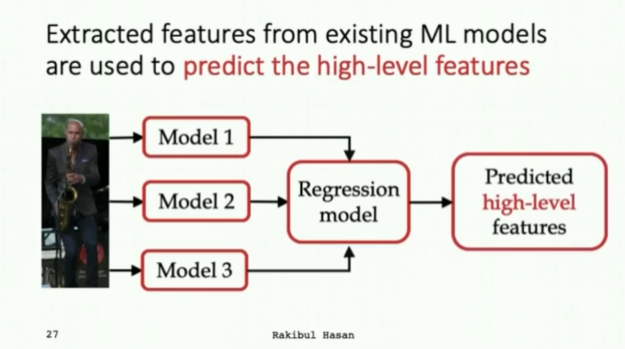 Extracted features from existing ML models
are used to predict the high-level features
Model 1
Model 2
Model 3
Regression
model
Predicted
high-level
features
27
Rakibul Hasan